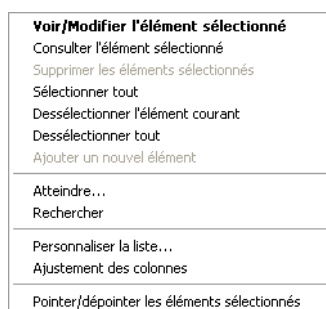 Voir/Modifier l'élément sélectionné
Consulter l'élément sélectionné
Supprimer les éléments sélectionnés
Sélectionner tout
Dessélectionner l'élément courant
Dessélectionner tout
Ajouter un nouvel élément
Atteindre...
Rechercher
Personnaliser la liste...
Ajustement des colonnes
Pointer/dépointer les éléments sélectionnés